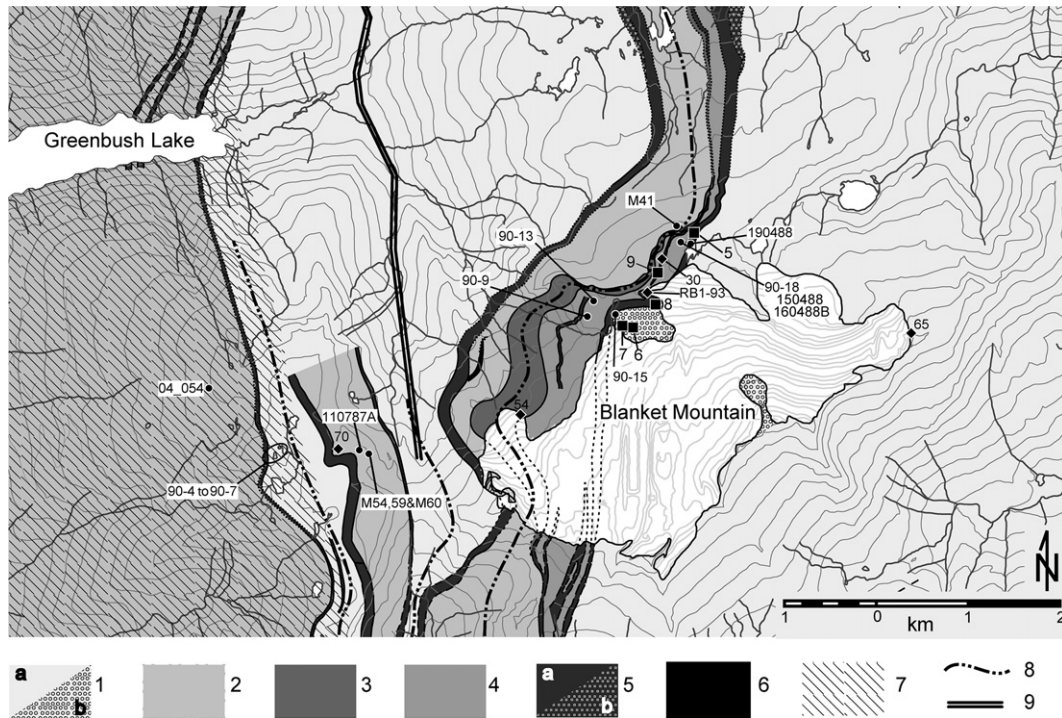 Greenbush Lake
M41
190488
90-13
5
9
90-9
30
90-18
RB1-93
150488
8
160488B
65
7 6
90-15
04_054
54
Blanket Mountain
110787A
70
90-4 to 90-7
M54,59&M60
N
1 0 1 2
km
a
b
1
2
3
4
a
b
5
6
7
8
9